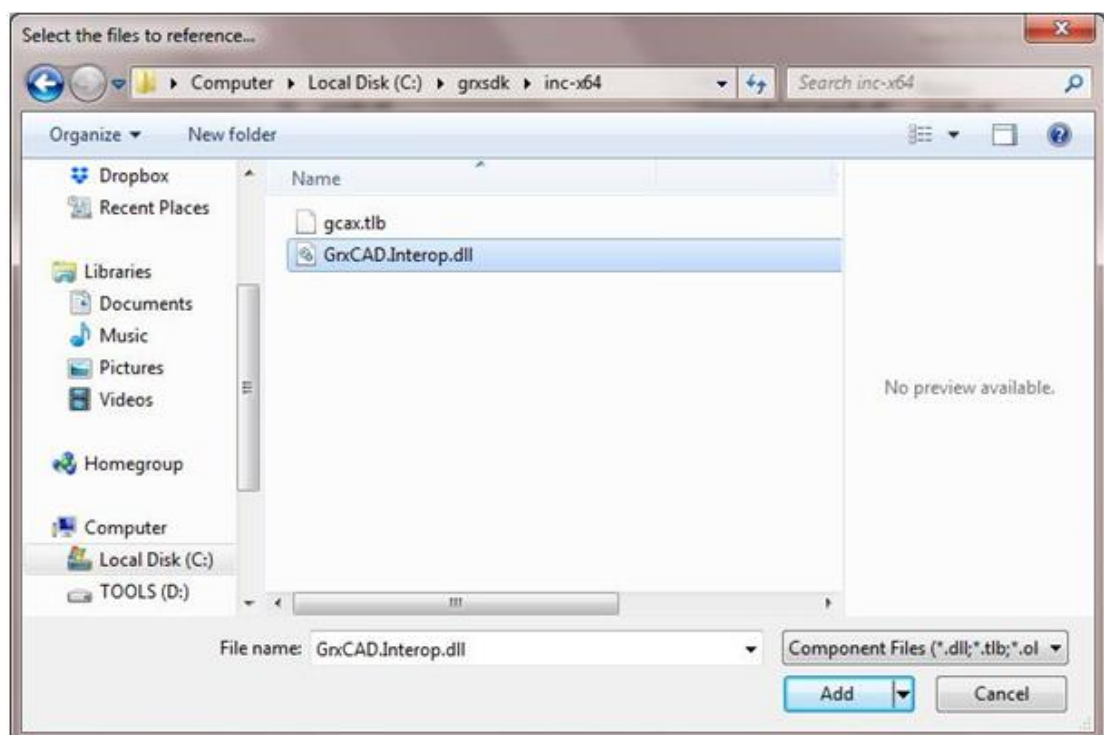 Select the files to reference...
Computer Local Disk (C:) grxsdk inc-x64 Search inc-x64
Organize New folder
Dropbox
Recent Places
Libraries
Documents
Music
Pictures
Videos
Homegroup
Computer
Local Disk (C:)
TOOLS (D:)
Name
gcax.tlb
GrxCAD.Interop.dll
No preview available.
File name: GrxCAD.Interop.dll Component Files (*.dll;*.tlb;*.ol
Add Cancel